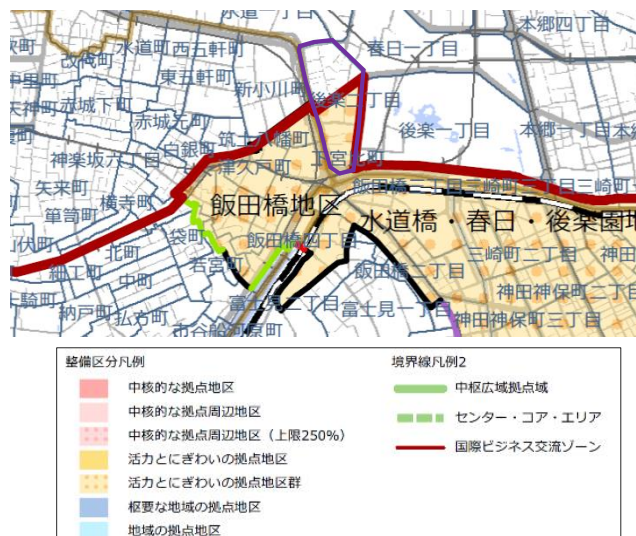 水道一丁目
本郷四丁目
水道町
西五軒町
春日一丁目
改代町
東五軒町
新小川町
赤城下町
後楽二丁目
天神町
赤城元町
後楽一丁目
白銀町
筑土八幡町
本郷一丁目
神楽坂六丁目
下宮比町
津久戸町
矢来町
横寺町
飯田橋
三崎町三丁目
箪笥町
飯田橋地区
水道橋・春日・後楽園地
袋町
飯田橋四丁目
北町
細工町
若宮町
三崎町二丁目
中町
飯田橋二丁目
神田神保町二丁目
納戸町
払方町
富士見二丁目
富士見一丁目
神田神保町三丁目
市谷船河原町
整備区分凡例
中核的な拠点地区
中核的な拠点周辺地区
中核的な拠点周辺地区（上限250%）
活力とにぎわいの拠点地区
活力とにぎわいの拠点地区群
枢要な地域の拠点地区
地域の拠点地区
境界線凡例2
中枢広域拠点域
センター・コア・エリア
国際ビジネス交流ゾーン